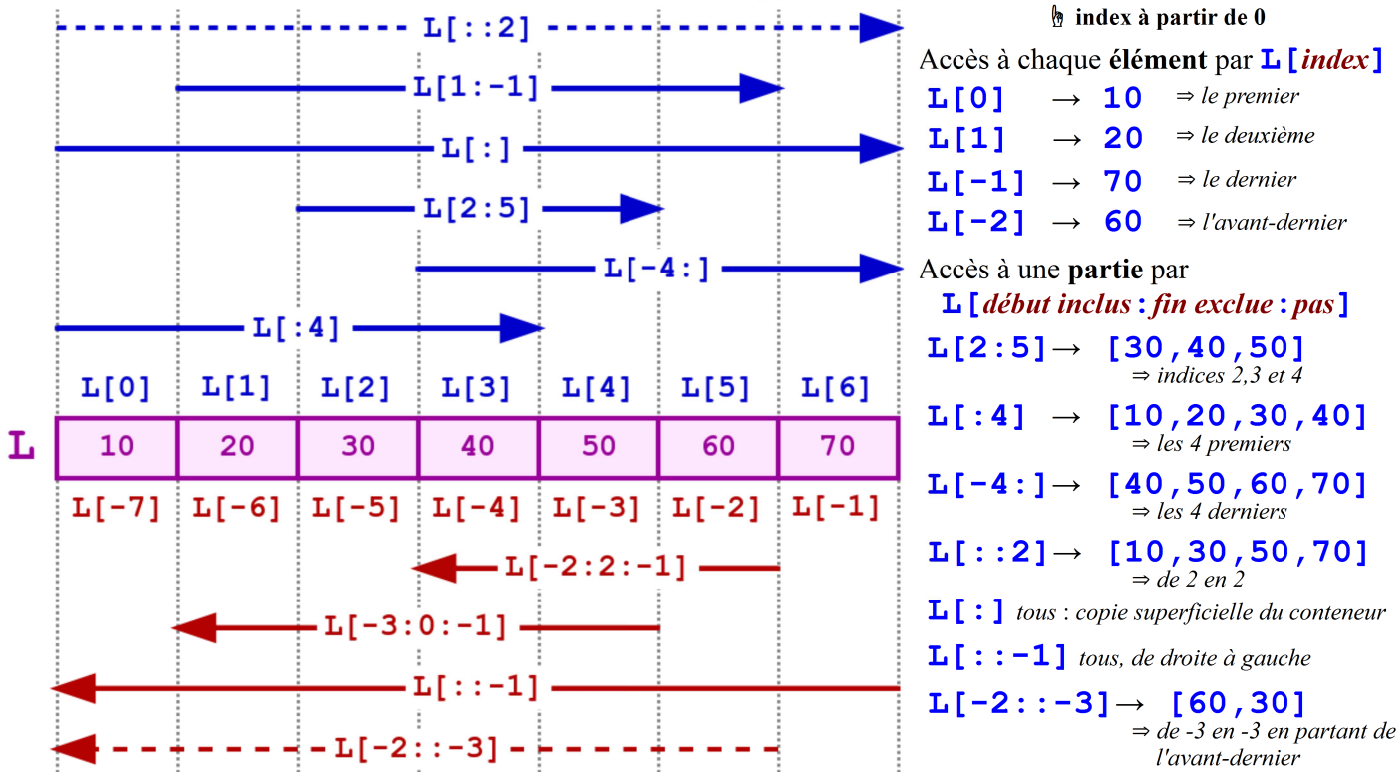 L[::2]
L[1:-1]
L[:]
L[2:5]
L[-4:]
L[:4]
L[0] L[1] L[2] L[3] L[4] L[5] L[6]
L 10 20 30 40 50 60 70
L[-7] L[-6] L[-5] L[-4] L[-3] L[-2] L[-1]
L[-2:2:-1]
L[-3:0:-1]
L[::-1]
L[-2::-3]
☝ index à partir de 0
Accès à chaque élément par L[index]
L[0] → 10 ⇒ le premier
L[1] → 20 ⇒ le deuxième
L[-1] → 70 ⇒ le dernier
L[-2] → 60 ⇒ l'avant-dernier
Accès à une partie par
L[début inclus:fin exclue:pas]
L[2:5]→ [30,40,50]
⇒ indices 2,3 et 4
L[:4] → [10,20,30,40]
⇒ les 4 premiers
L[-4:]→ [40,50,60,70]
⇒ les 4 derniers
L[::2]→ [10,30,50,70]
⇒ de 2 en 2
L[:] tous : copie superficielle du conteneur
L[::-1] tous, de droite à gauche
L[-2::-3]→ [60,30]
⇒ de -3 en -3 en partant de
l'avant-dernier